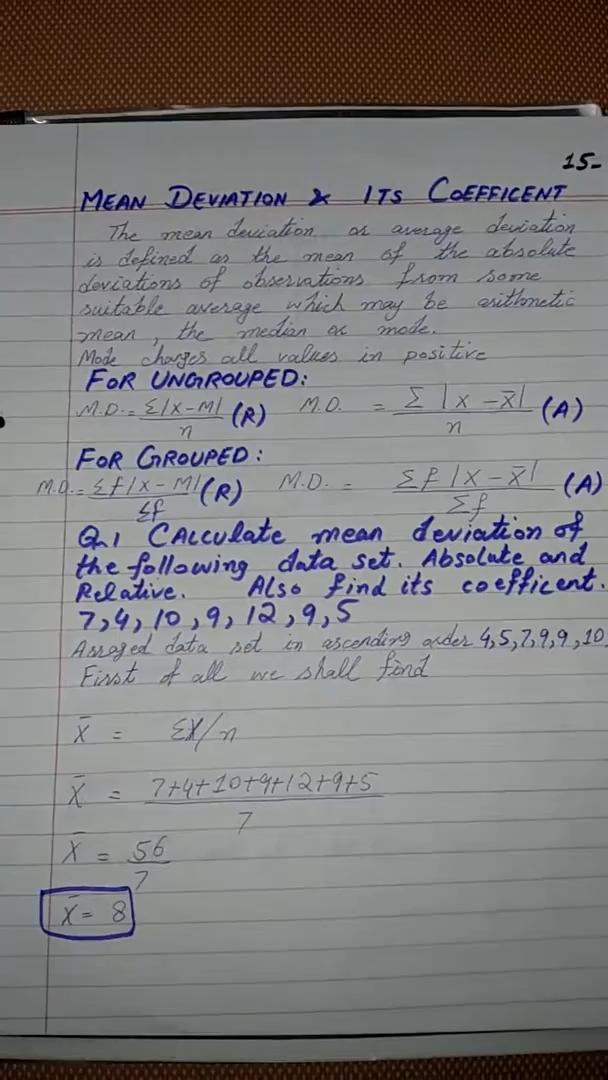 15-
MEAN DEVIATION & ITS COEFFICENT
The mean deviation or average deviation
is defined as the mean of the absolute
deviations of observations from some
suitable average which may be arithmetic
mean, the median or mode.
Mode changes all values in positive
FOR UNGROUPED:
M.D. = Σ|X-M|/n (R) M.D. = Σ|X-X̄|/n (A)
FOR GROUPED:
M.D. = Σf|X-M|/Σf (R) M.D. = Σf|X-X̄|/Σf (A)
Q.1 CALculate mean deviation of
the following data set. Absolute and
Relative. Also find its coefficent.
7,4,10,9,12,9,5
Arraged data set in ascending order 4,5,7,9,9,10,
First of all we shall find
X̄ = ΣX/n
X̄ = 7+4+10+9+12+9+5
7
X̄ = 56
7
X̄ = 8